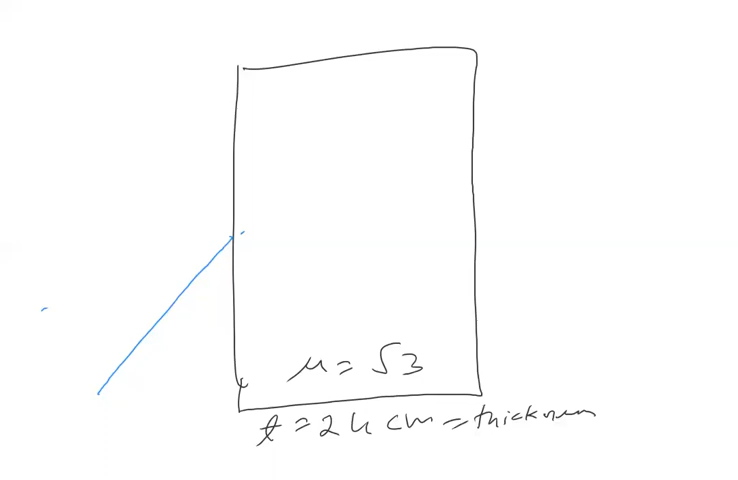 μ = √3
t = 24 cm = thickness